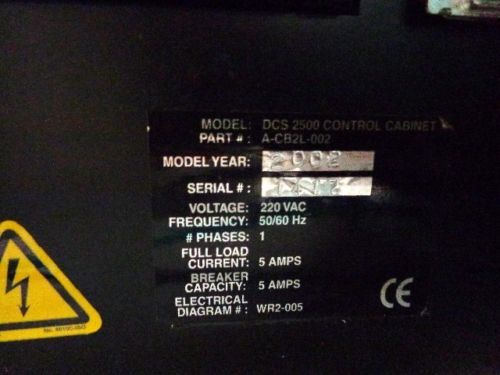 MODEL: DCS 2500 CONTROL CABINET
PART # : A-CB2L-002
MODEL YEAR: 2002
SERIAL # :
VOLTAGE: 220 VAC
FREQUENCY: 50/60 Hz
# PHASES: 1
FULL LOAD
CURRENT: 5 AMPS
BREAKER
CAPACITY: 5 AMPS
ELECTRICAL
DIAGRAM # : WR2-005
CE